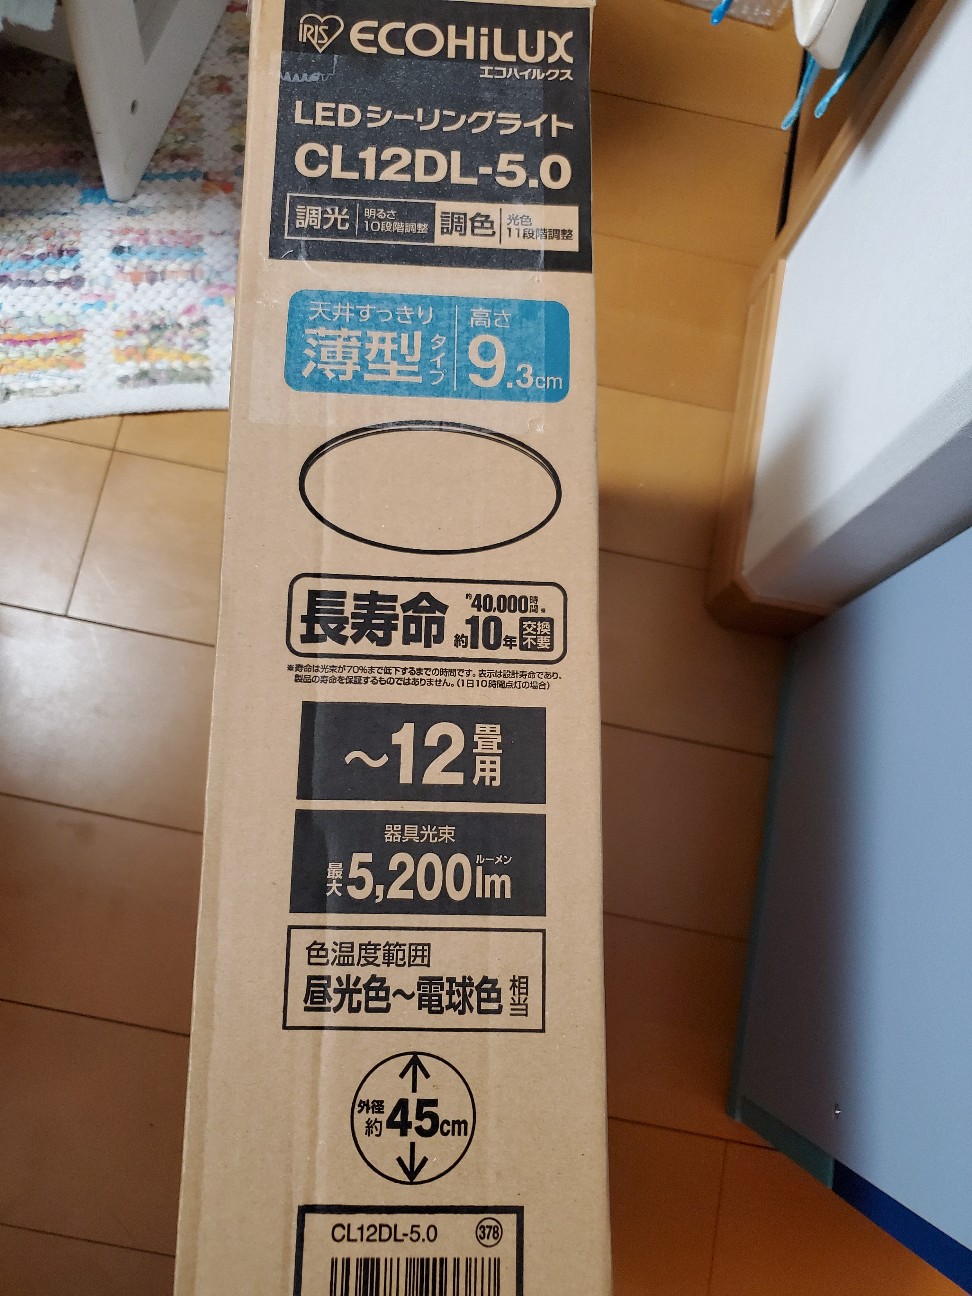 IRIS ECOHiLUX
エコハイルクス
LEDシーリングライト
CL12DL-5.0
調光 明るさ 10段階調整 調色 光色 11段階調整
天井すっきり
薄型タイプ
高さ
9.3cm
長寿命 約40,000時間※
約10年 交換不要
※寿命は光束が70%まで低下するまでの時間です。表示は設計寿命であり、
製品の寿命を保証するものではありません。(1日10時間点灯の場合)
〜12畳用
器具光束
最大5,200lm ルーメン
色温度範囲
昼光色〜電球色相当
外径
約45cm
CL12DL-5.0 378